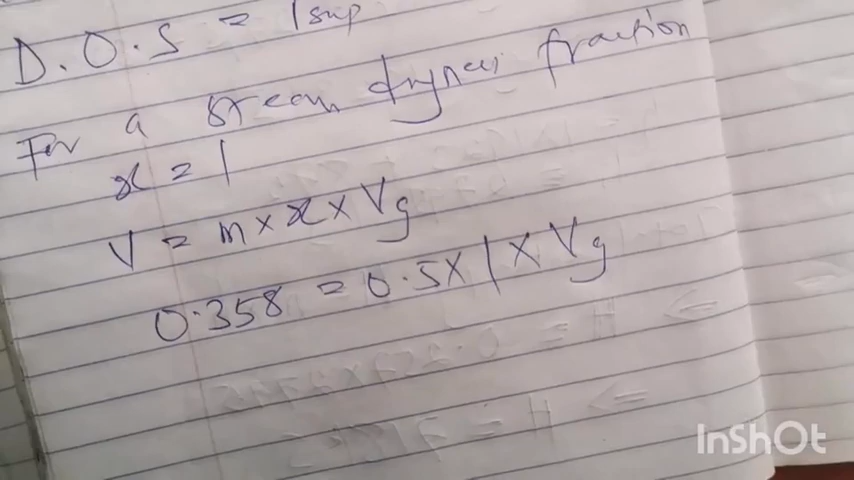 D.O.S = 1sup
For a steam dryness fraction
x = 1
V = m × x × Vg
0.358 = 0.5 × 1 × Vg
InShOt